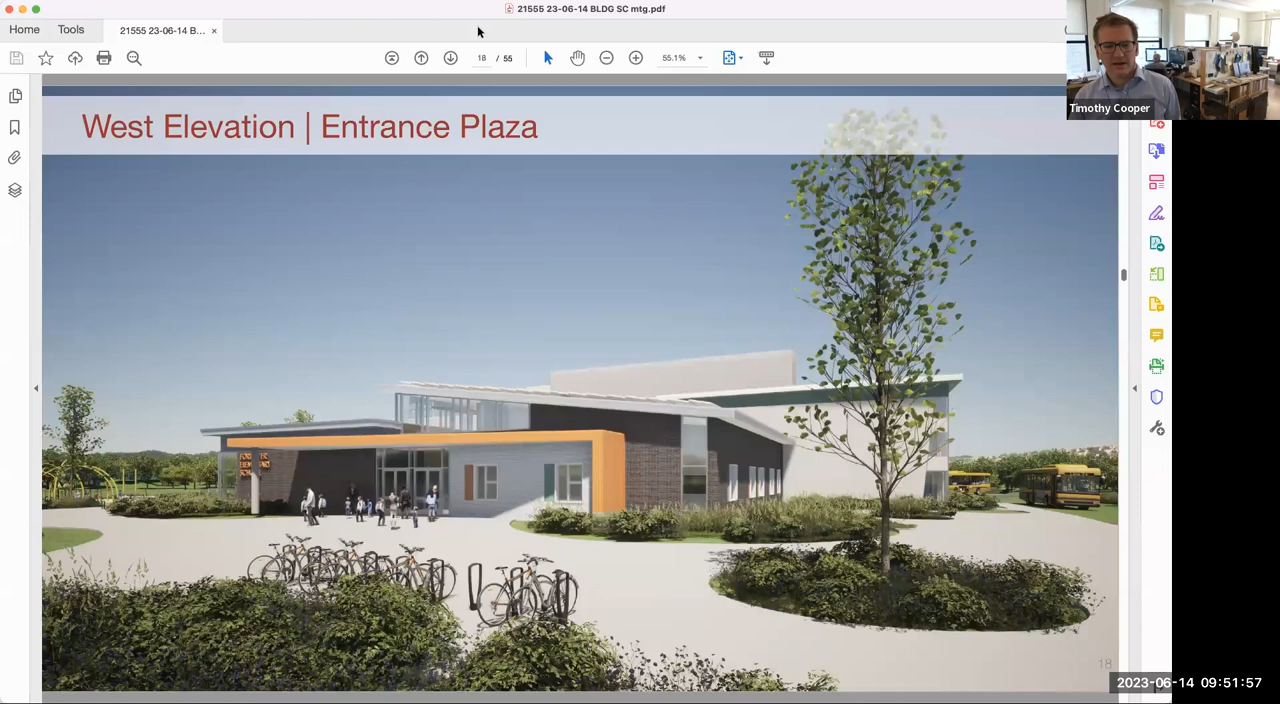 21555 23-06-14 BLDG SC mtg.pdf
Home
Tools
21555 23-06-14 B... ×
18 / 55
55.1%
Timothy Cooper
West Elevation | Entrance Plaza
18
2023-06-14 09:51:57